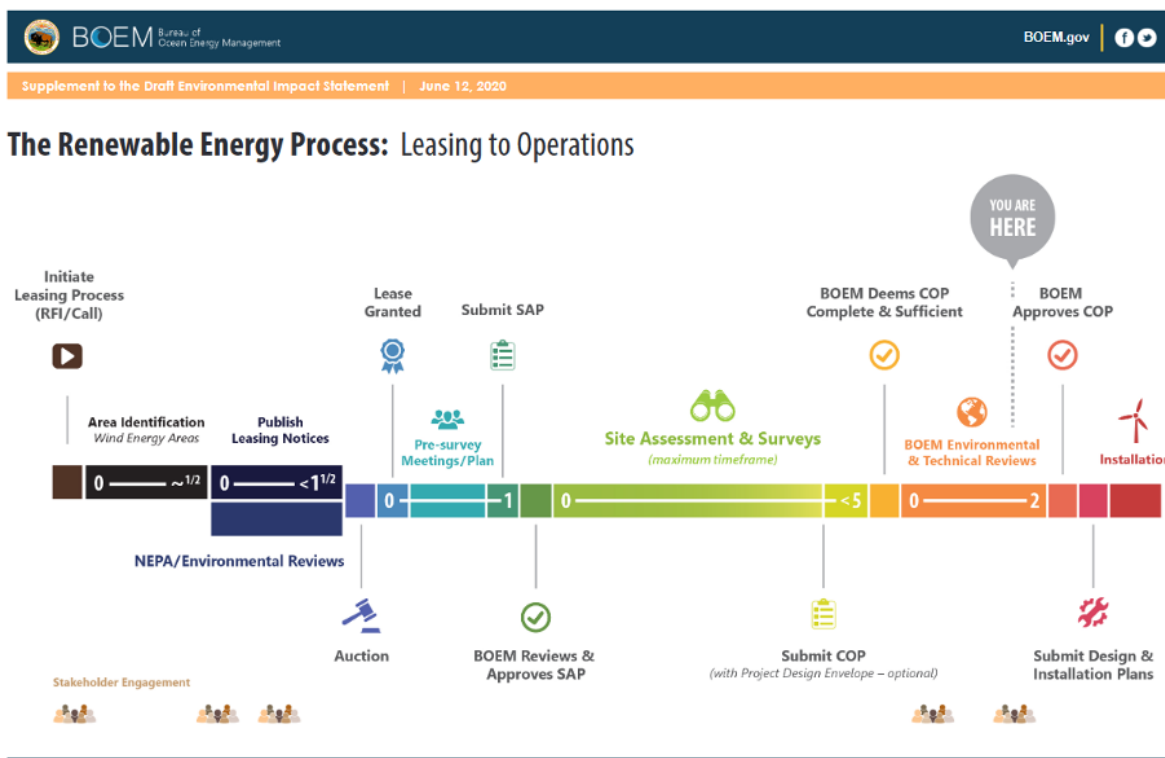 BOEM Bureau of
Ocean Energy Management
BOEM.gov
Supplement to the Draft Environmental Impact Statement | June 12, 2020
The Renewable Energy Process: Leasing to Operations
YOU ARE
HERE
Initiate
Leasing Process
(RFI/Call)
Lease
Granted
Submit SAP
BOEM Deems COP
Complete & Sufficient
BOEM
Approves COP
Area Identification
Wind Energy Areas
Publish
Leasing Notices
Pre-survey
Meetings/Plan
Site Assessment & Surveys
(maximum timeframe)
BOEM Environmental
& Technical Reviews
Installation
0 ~1/2
0 <1 1/2
0 1
0 <5
0 2
NEPA/Environmental Reviews
Auction
BOEM Reviews &
Approves SAP
Submit COP
(with Project Design Envelope – optional)
Submit Design &
Installation Plans
Stakeholder Engagement